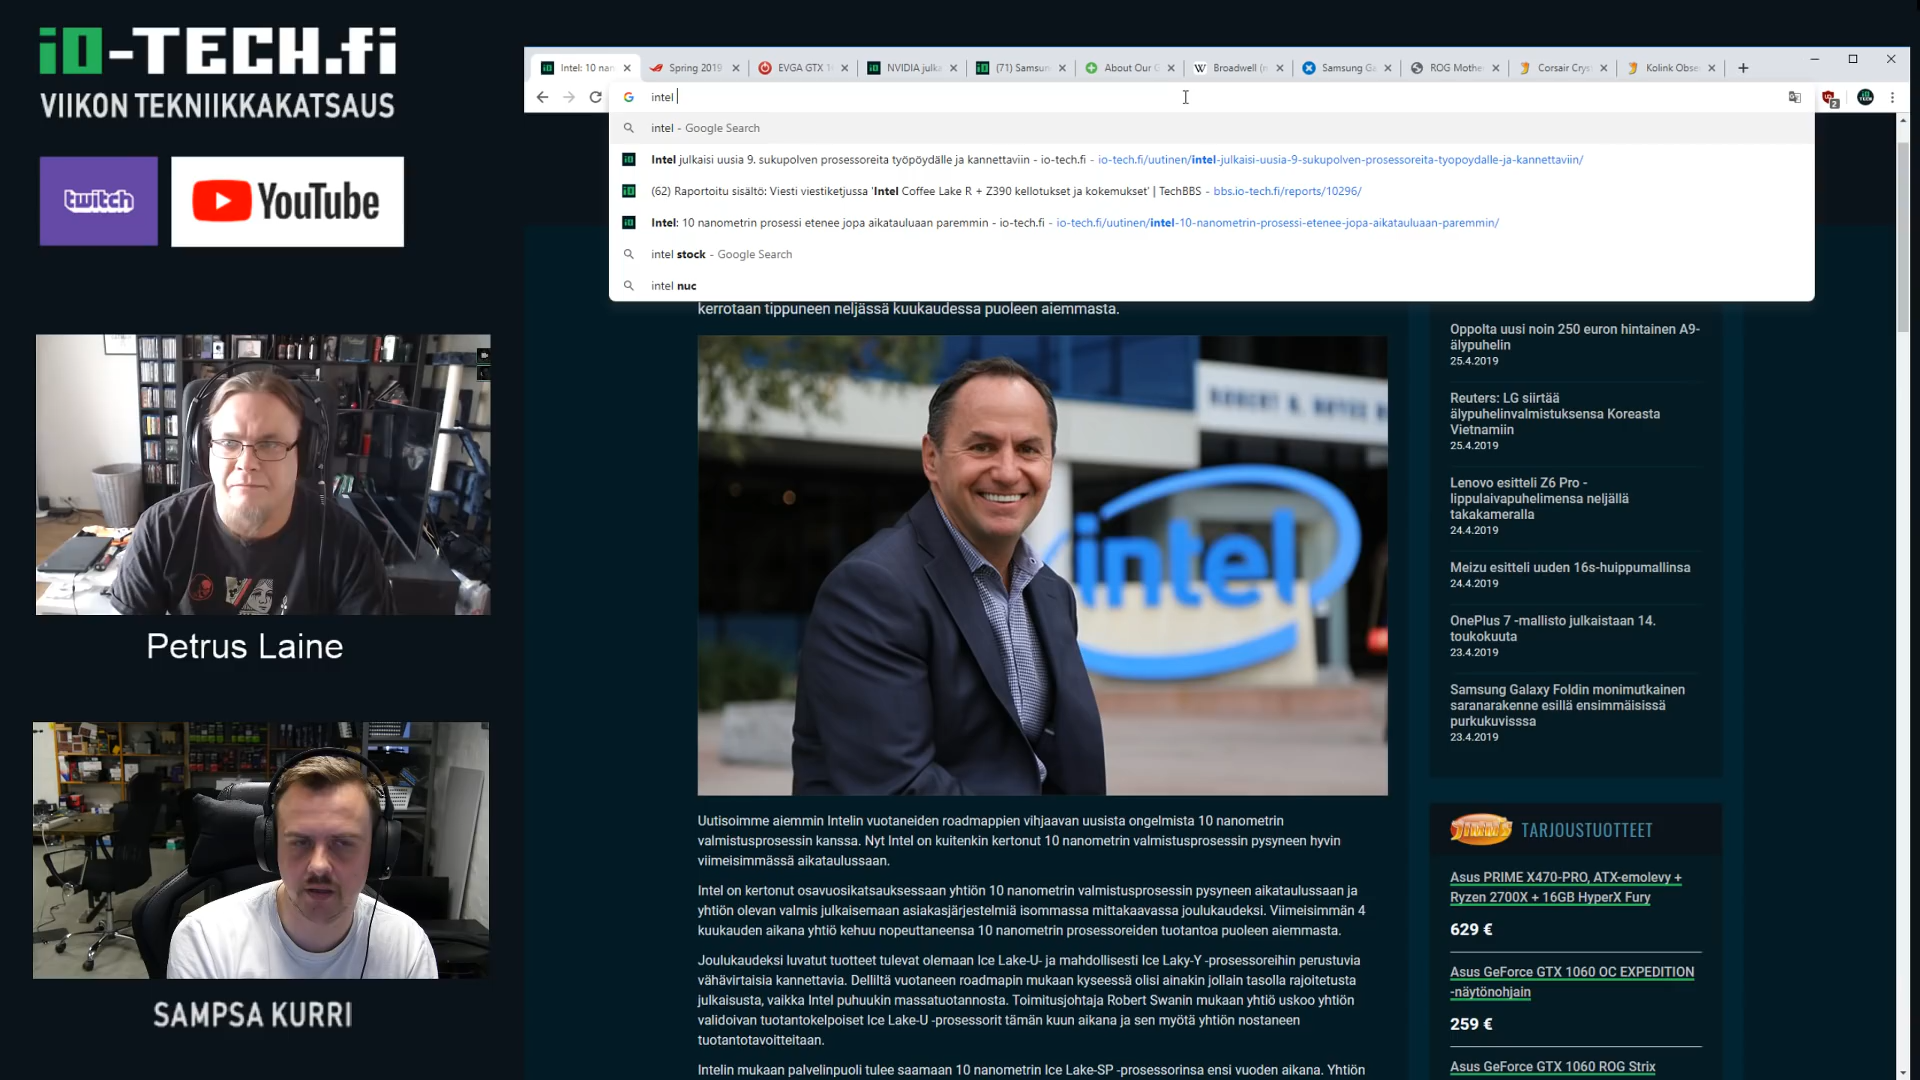 iO-TECH.fi
VIIKON TEKNIIKKAKATSAUS
twitch
YouTube
Petrus Laine
SAMPSA KURRI
Intel: 10 nan
Spring 2019
EVGA GTX 1
NVIDIA julk
(71) Samsun
About Our G
Broadwell (m
Samsung Ga
ROG Mothe
Corsair Crys
Kolink Obse
intel
2
intel - Google Search
Intel julkaisi uusia 9. sukupolven prosessoreita työpöydälle ja kannettaviin - io-tech.fi - io-tech.fi/uutinen/intel-julkaisi-uusia-9-sukupolven-prosessoreita-tyopoydalle-ja-kannettaviin/
(62) Raportoitu sisältö: Viesti viestiketjussa 'Intel Coffee Lake R + Z390 kellotukset ja kokemukset' | TechBBS - bbs.io-tech.fi/reports/10296/
Intel: 10 nanometrin prosessi etenee jopa aikatauluaan paremmin - io-tech.fi - io-tech.fi/uutinen/intel-10-nanometrin-prosessi-etenee-jopa-aikatauluaan-paremmin/
intel stock - Google Search
intel nuc
kerrotaan tippuneen neljässä kuukaudessa puoleen aiemmasta.
ROBERT N. NOYCE
intel
Uutisoimme aiemmin Intelin vuotaneiden roadmappien vihjaavan uusista ongelmista 10 nanometrin
valmistusprosessin kanssa. Nyt Intel on kuitenkin kertonut 10 nanometrin valmistusprosessin pysyneen hyvin
viimeisimmässä aikataulussaan.
Intel on kertonut osavuosikatsauksessaan yhtiön 10 nanometrin valmistusprosessin pysyneen aikataulussaan ja
yhtiön olevan valmis julkaisemaan asiakasjärjestelmiä isommassa mittakaavassa joulukaudeksi. Viimeisimmän 4
kuukauden aikana yhtiö kehuu nopeuttaneensa 10 nanometrin prosessoreiden tuotantoa puoleen aiemmasta.
Joulukaudeksi luvatut tuotteet tulevat olemaan Ice Lake-U- ja mahdollisesti Ice Laky-Y -prosessoreihin perustuvia
vähävirtaisia kannettavia. Delliltä vuotaneen roadmapin mukaan kyseessä olisi ainakin jollain tasolla rajoitetusta
julkaisusta, vaikka Intel puhuukin massatuotannosta. Toimitusjohtaja Robert Swanin mukaan yhtiö uskoo yhtiön
validoivan tuotantokelpoiset Ice Lake-U -prosessorit tämän kuun aikana ja sen myötä yhtiön nostaneen
tuotantotavoitteitaan.
Intelin mukaan palvelinpuoli tulee saamaan 10 nanometrin Ice Lake-SP -prosessorinsa ensi vuoden aikana. Yhtiön
Oppolta uusi noin 250 euron hintainen A9-
älypuhelin
25.4.2019
Reuters: LG siirtää
älypuhelinvalmistuksensa Koreasta
Vietnamiin
25.4.2019
Lenovo esitteli Z6 Pro -
lippulaivapuhelimensa neljällä
takakameralla
24.4.2019
Meizu esitteli uuden 16s-huippumallinsa
24.4.2019
OnePlus 7 -mallisto julkaistaan 14.
toukokuuta
23.4.2019
Samsung Galaxy Foldin monimutkainen
saranarakenne esillä ensimmäisissä
purkukuvisssa
23.4.2019
JIMMS
TARJOUSTUOTTEET
Asus PRIME X470-PRO, ATX-emolevy +
Ryzen 2700X + 16GB HyperX Fury
629 €
Asus GeForce GTX 1060 OC EXPEDITION
-näytönohjain
259 €
Asus GeForce GTX 1060 ROG Strix